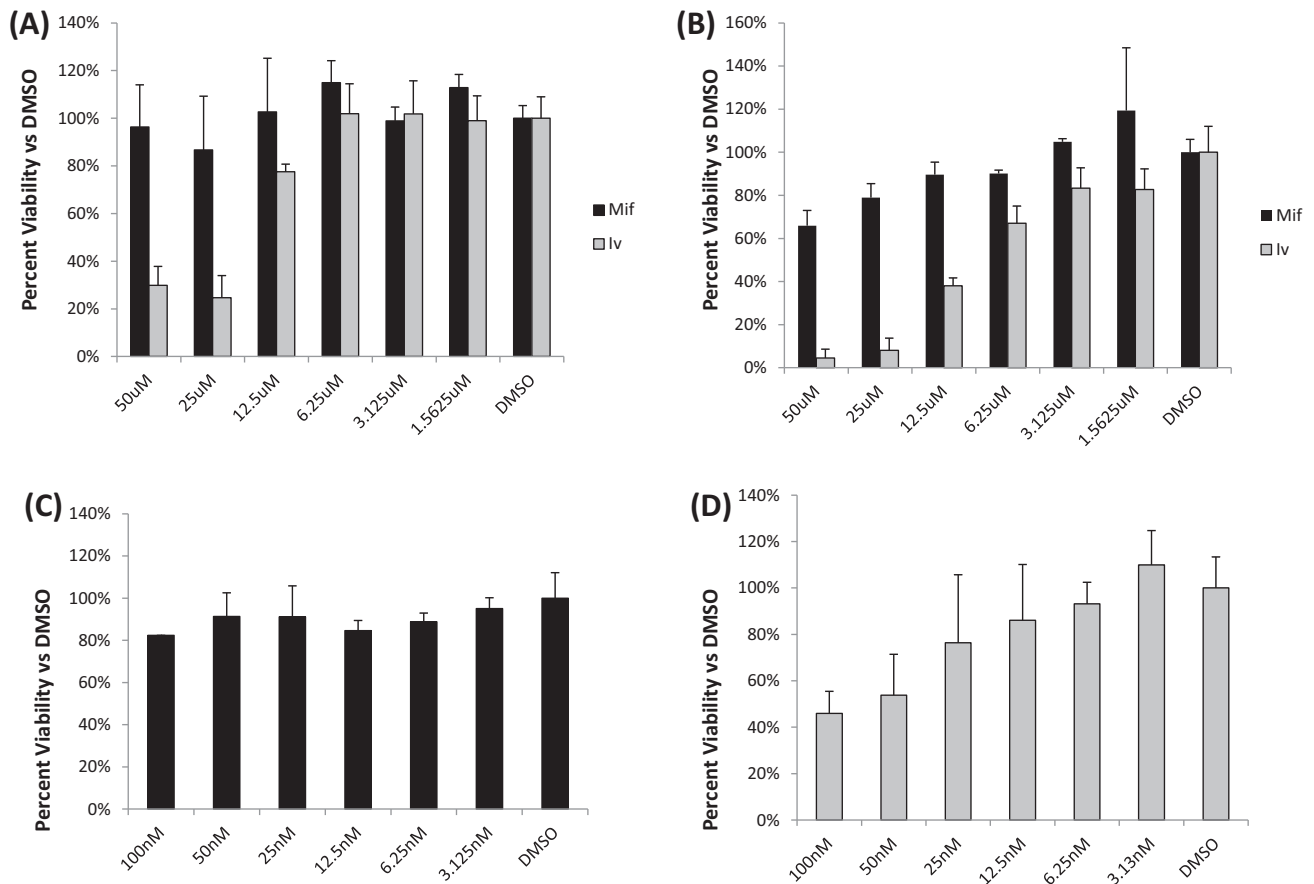 (A)
Percent Viability vs DMSO
140%
120%
100%
80%
60%
40%
20%
0%
50uM
25uM
12.5uM
6.25uM
3.125uM
1.5625uM
DMSO
Mif
Iv
(B)
Percent Viability vs DMSO
160%
140%
120%
100%
80%
60%
40%
20%
0%
50uM
25uM
12.5uM
6.25uM
3.125uM
1.5625uM
DMSO
Mif
Iv
(C)
Percent Viability vs DMSO
140%
120%
100%
80%
60%
40%
20%
0%
100nM
50nM
25nM
12.5nM
6.25nM
3.125nM
DMSO
(D)
Percent Viability vs DMSO
140%
120%
100%
80%
60%
40%
20%
0%
100nM
50nM
25nM
12.5nM
6.25nM
3.13nM
DMSO